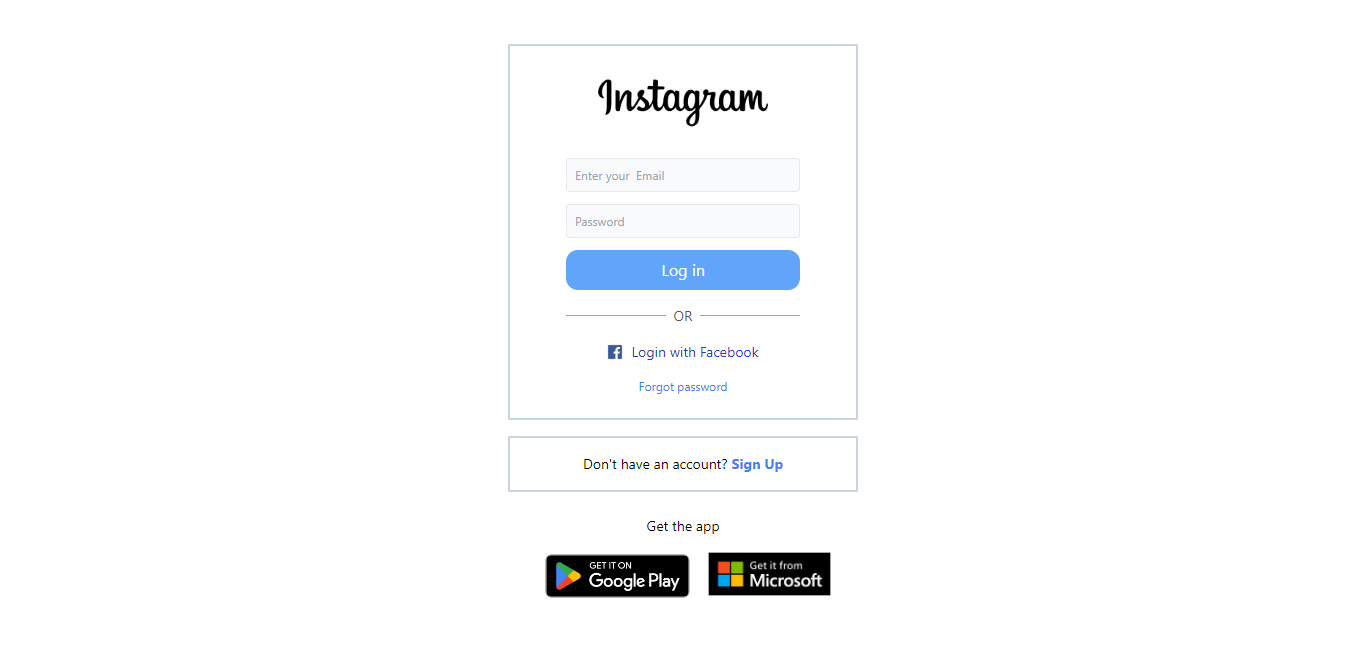 Instagram
Enter your  Email
Password
Log in
OR
Login with Facebook
Forgot password
Don't have an account? Sign Up
Get the app
GET IT ON
Google Play
Get it from
Microsoft